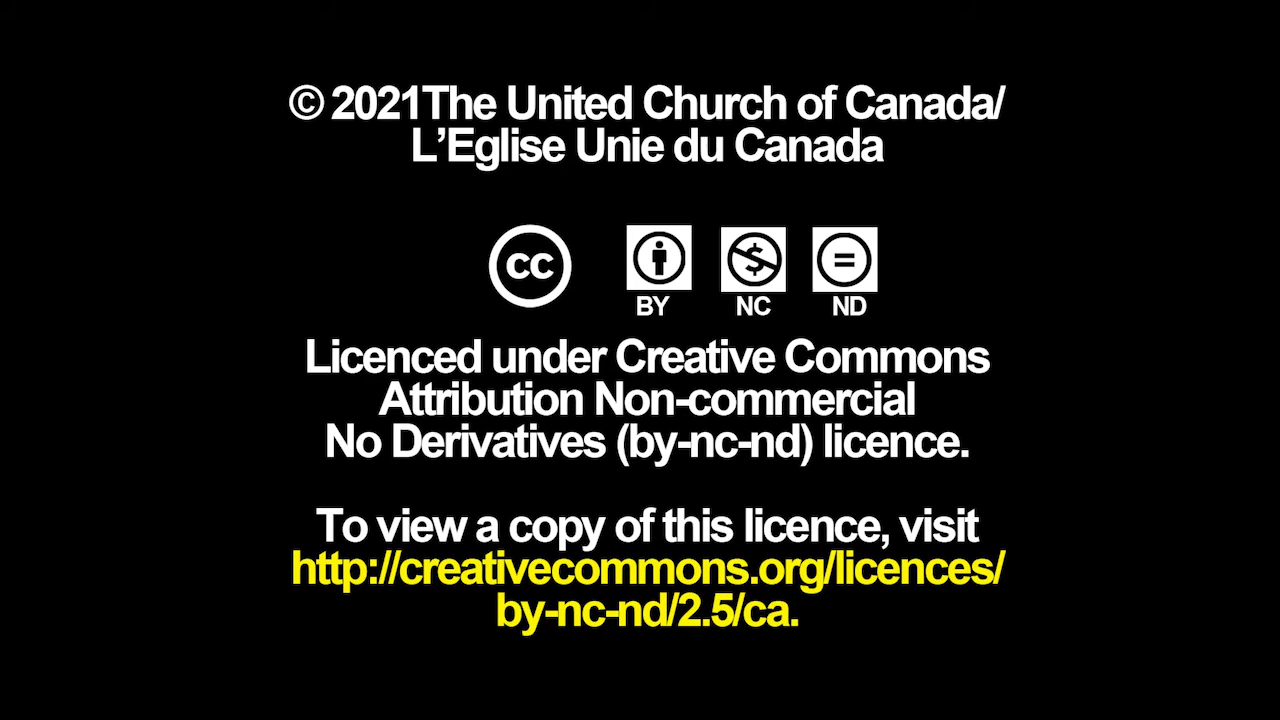 © 2021The United Church of Canada/
L’Eglise Unie du Canada
cc
BY NC ND
Licenced under Creative Commons
Attribution Non-commercial
No Derivatives (by-nc-nd) licence.
To view a copy of this licence, visit
http://creativecommons.org/licences/
by-nc-nd/2.5/ca.